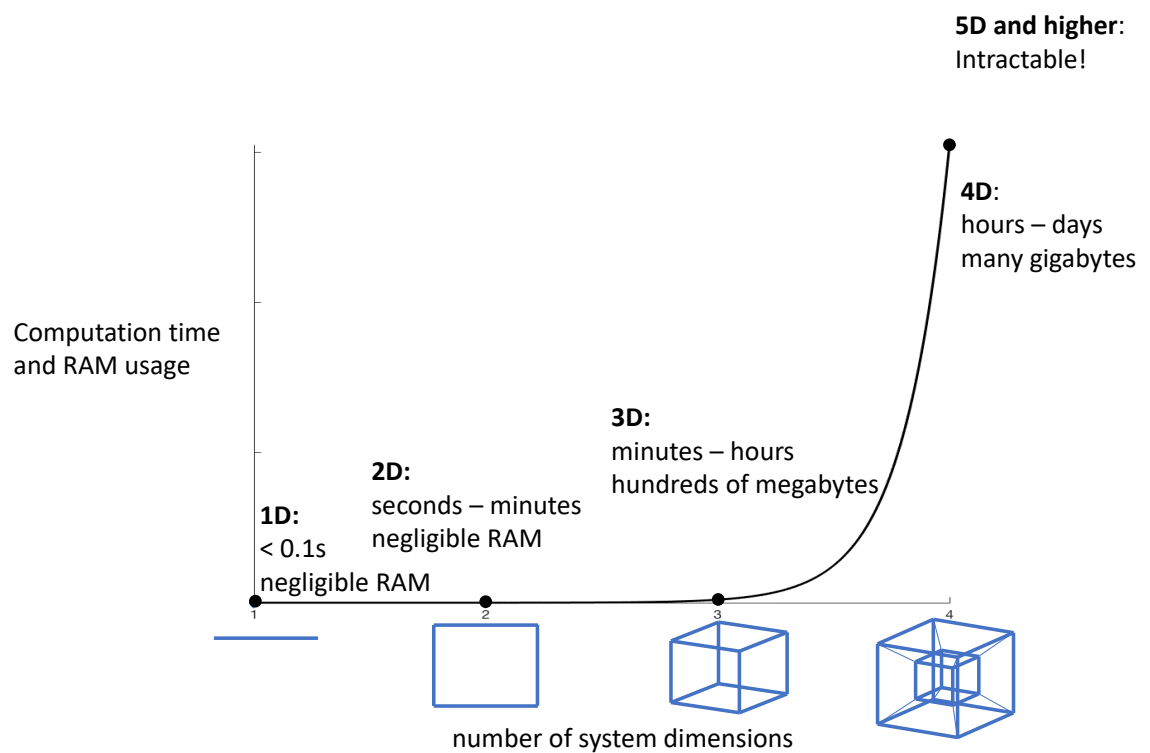 5D and higher:
Intractable!
4D:
hours – days
many gigabytes
Computation time
and RAM usage
3D:
minutes – hours
hundreds of megabytes
2D:
seconds – minutes
negligible RAM
1D:
< 0.1s
negligible RAM
1 2 3 4
number of system dimensions